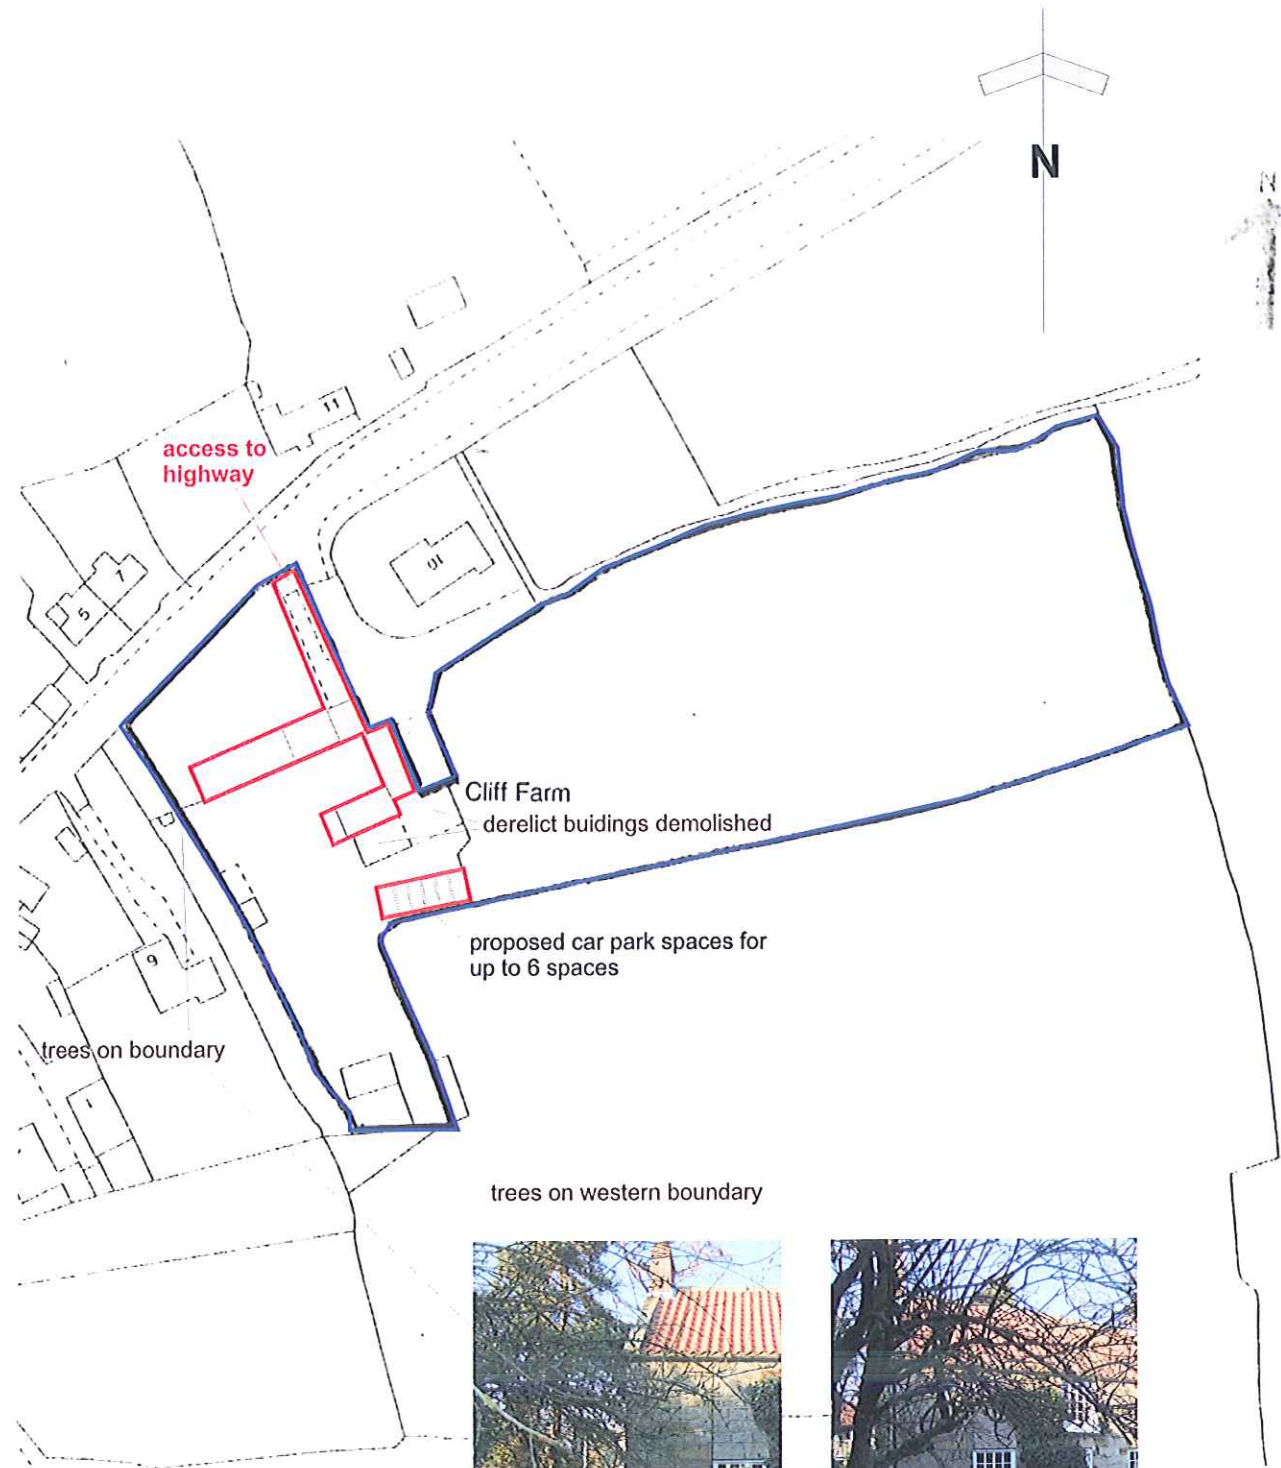 N
11
access to
highway
10
7
5
Cliff Farm
derelict buidings demolished
proposed car park spaces for
up to 6 spaces
9
trees on boundary
1
trees on western boundary